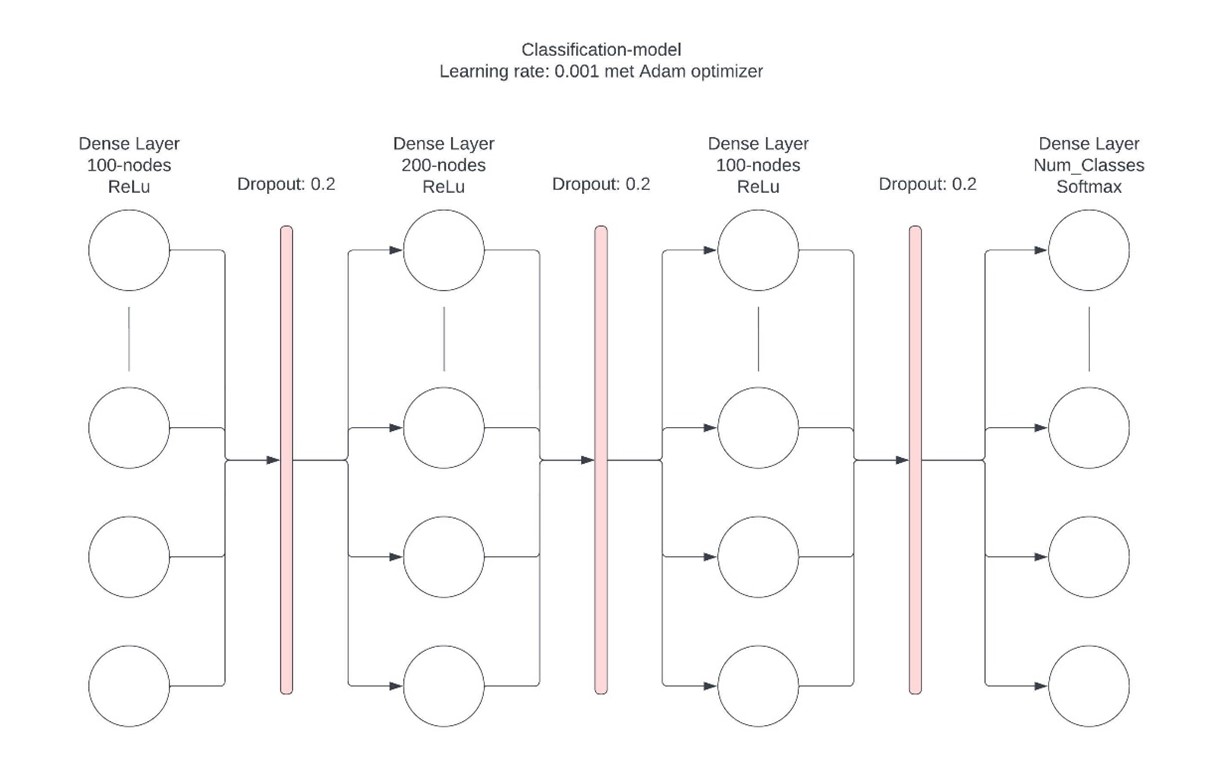 Classification-model
Learning rate: 0.001 met Adam optimizer
Dense Layer
100-nodes
ReLu
Dropout: 0.2
Dense Layer
200-nodes
ReLu
Dropout: 0.2
Dense Layer
100-nodes
ReLu
Dropout: 0.2
Dense Layer
Num_Classes
Softmax